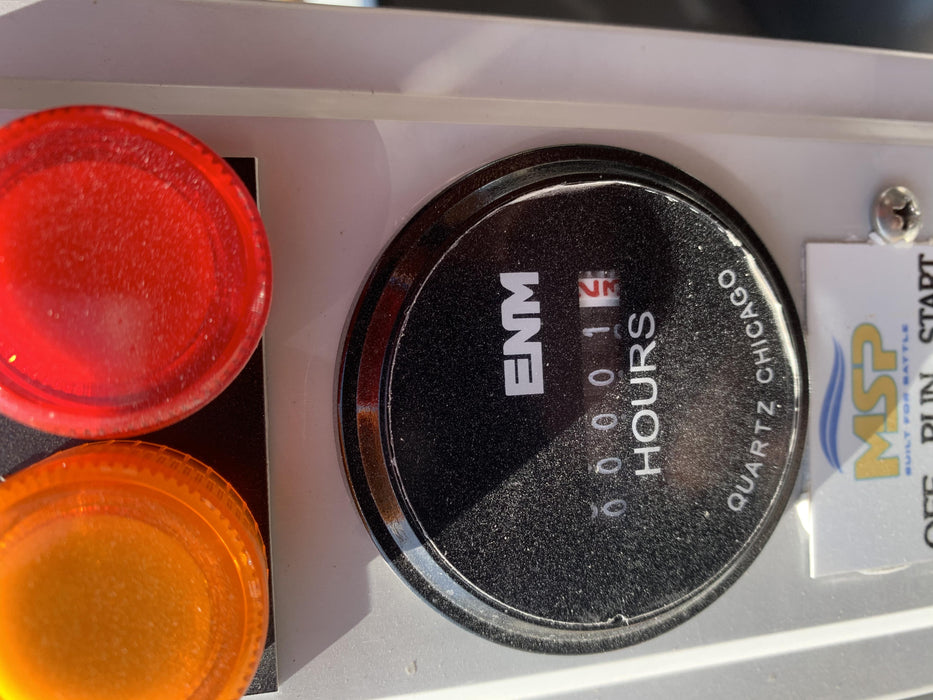 ENM
00001
HOURS
QUARTZ CHICAGO
MSP
BUILT FOR BATTLE
OFF RUN START